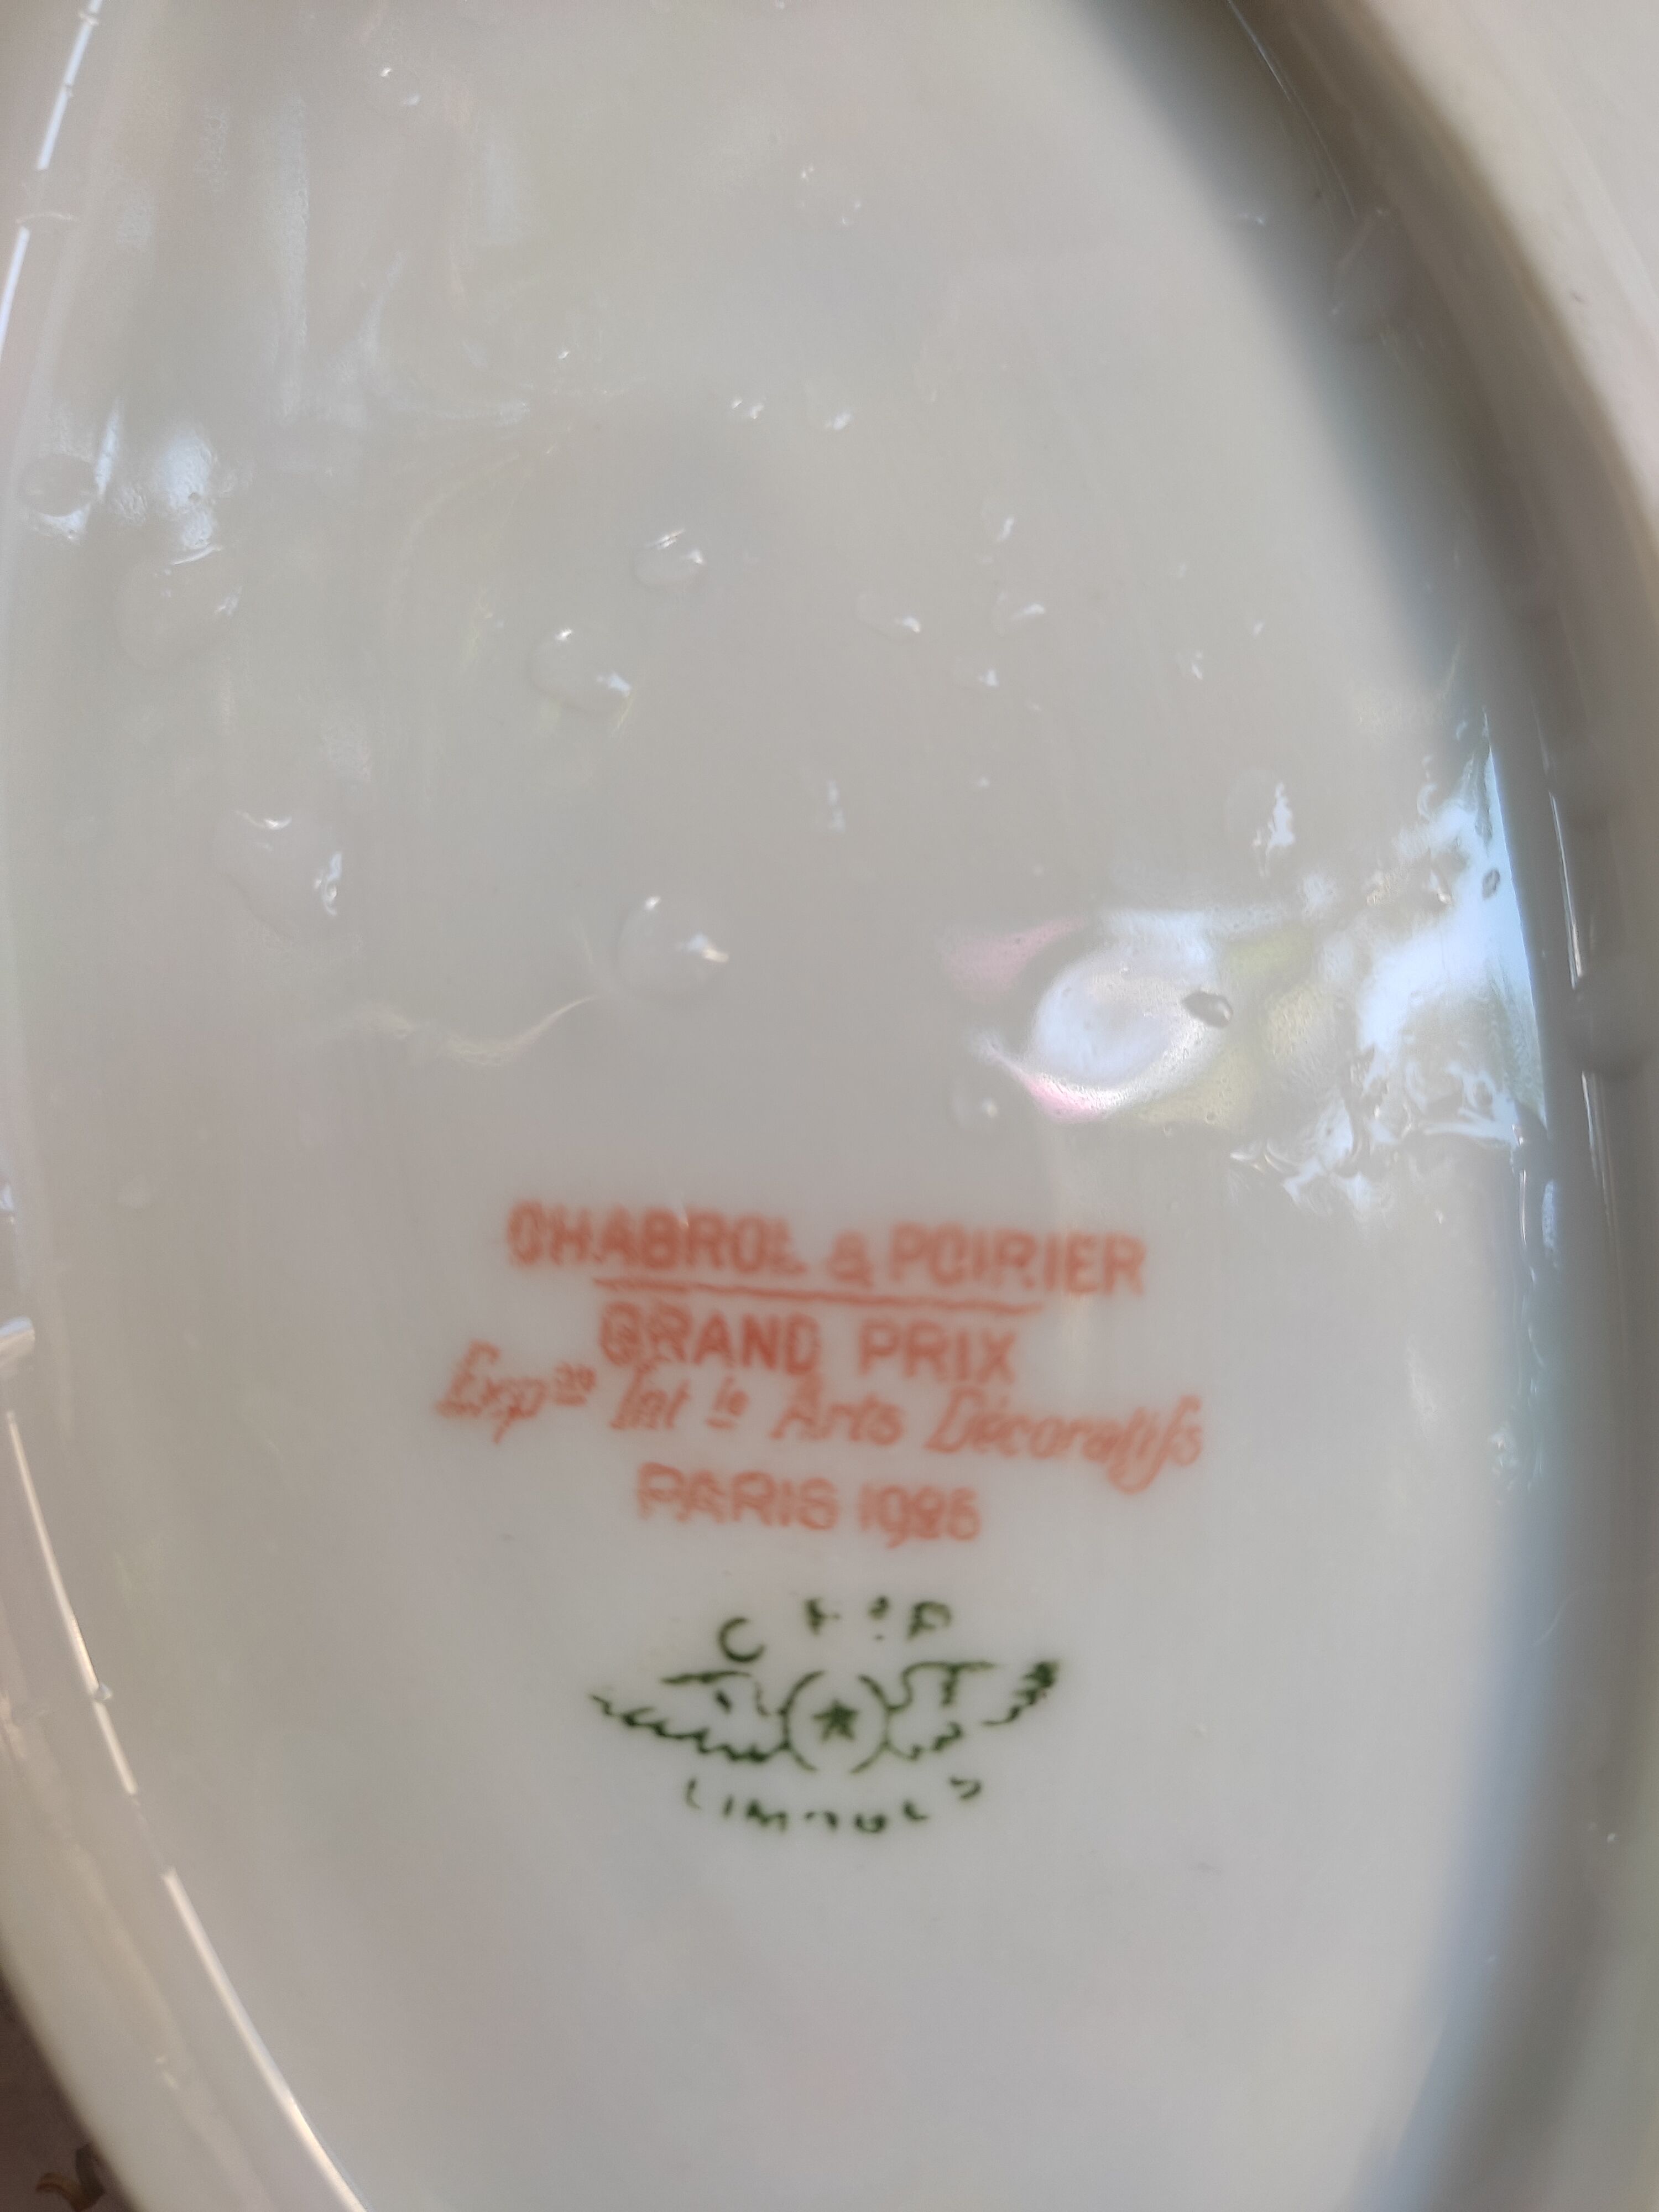 CHABROL & POIRIER
GRAND PRIX
Expon Intle Arts Décoratifs
PARIS 1925
LIMOGES